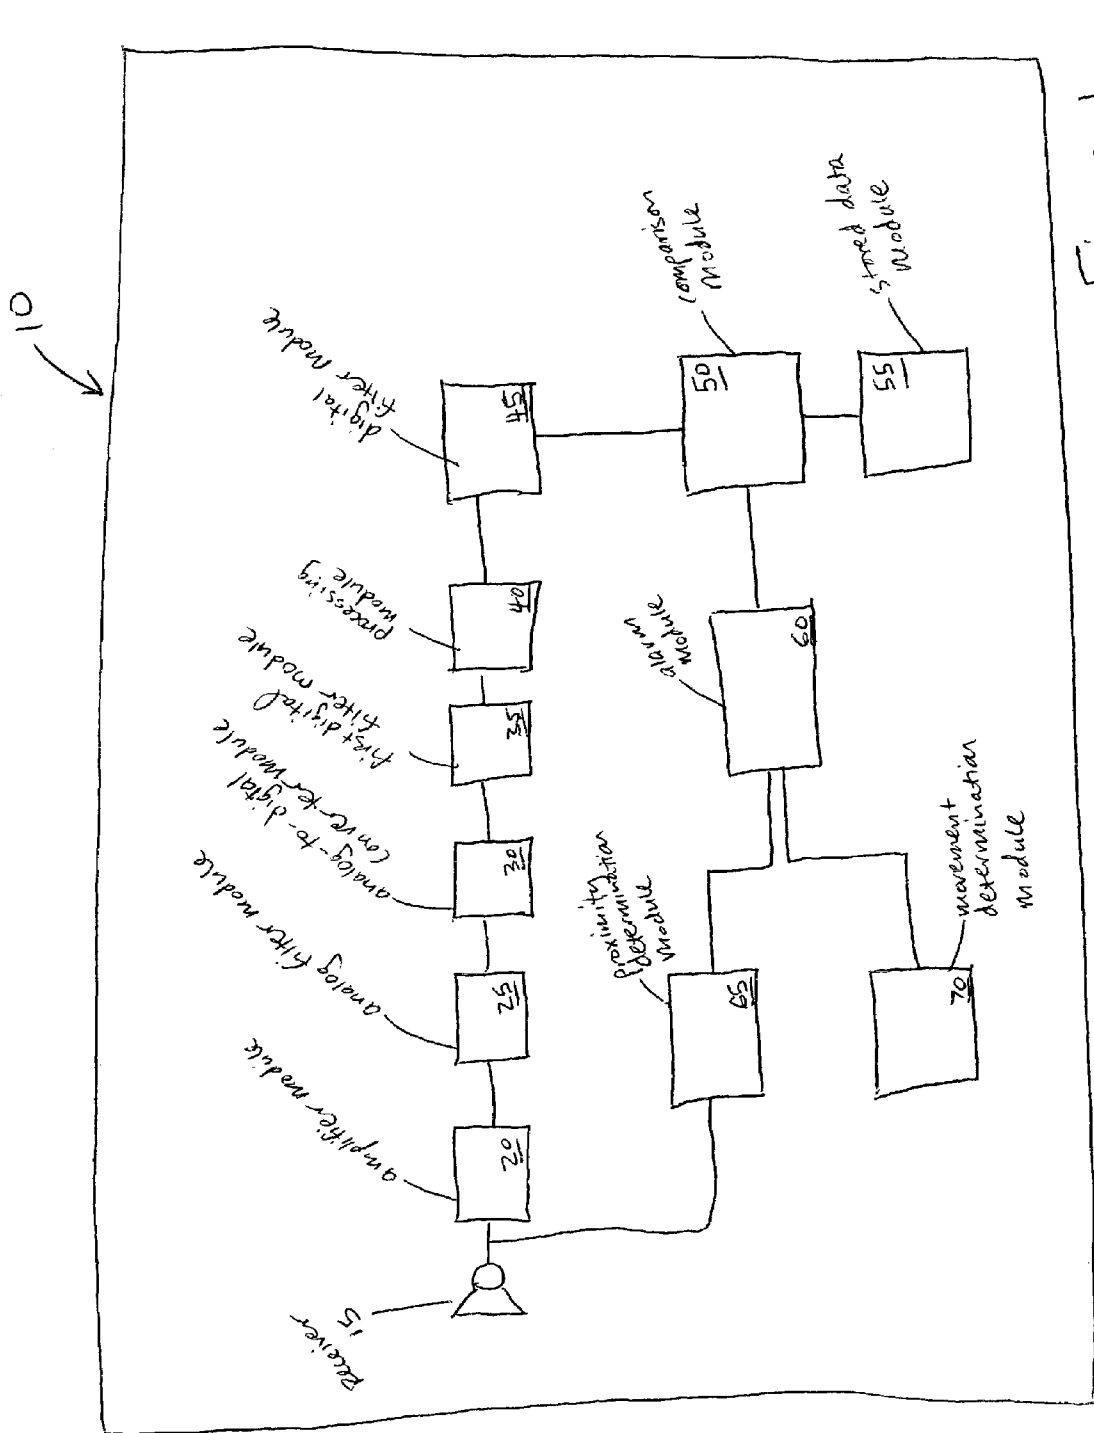 10
receiver
15
amplifier module
20
analog filter module
25
analog-to-digital
converter module
30
first digital
filter module
35
processing
module
40
digital
filter module
45
comparison
module
50
stored data
module
55
alarm
module
60
proximity
determination
module
65
movement
determination
module
70